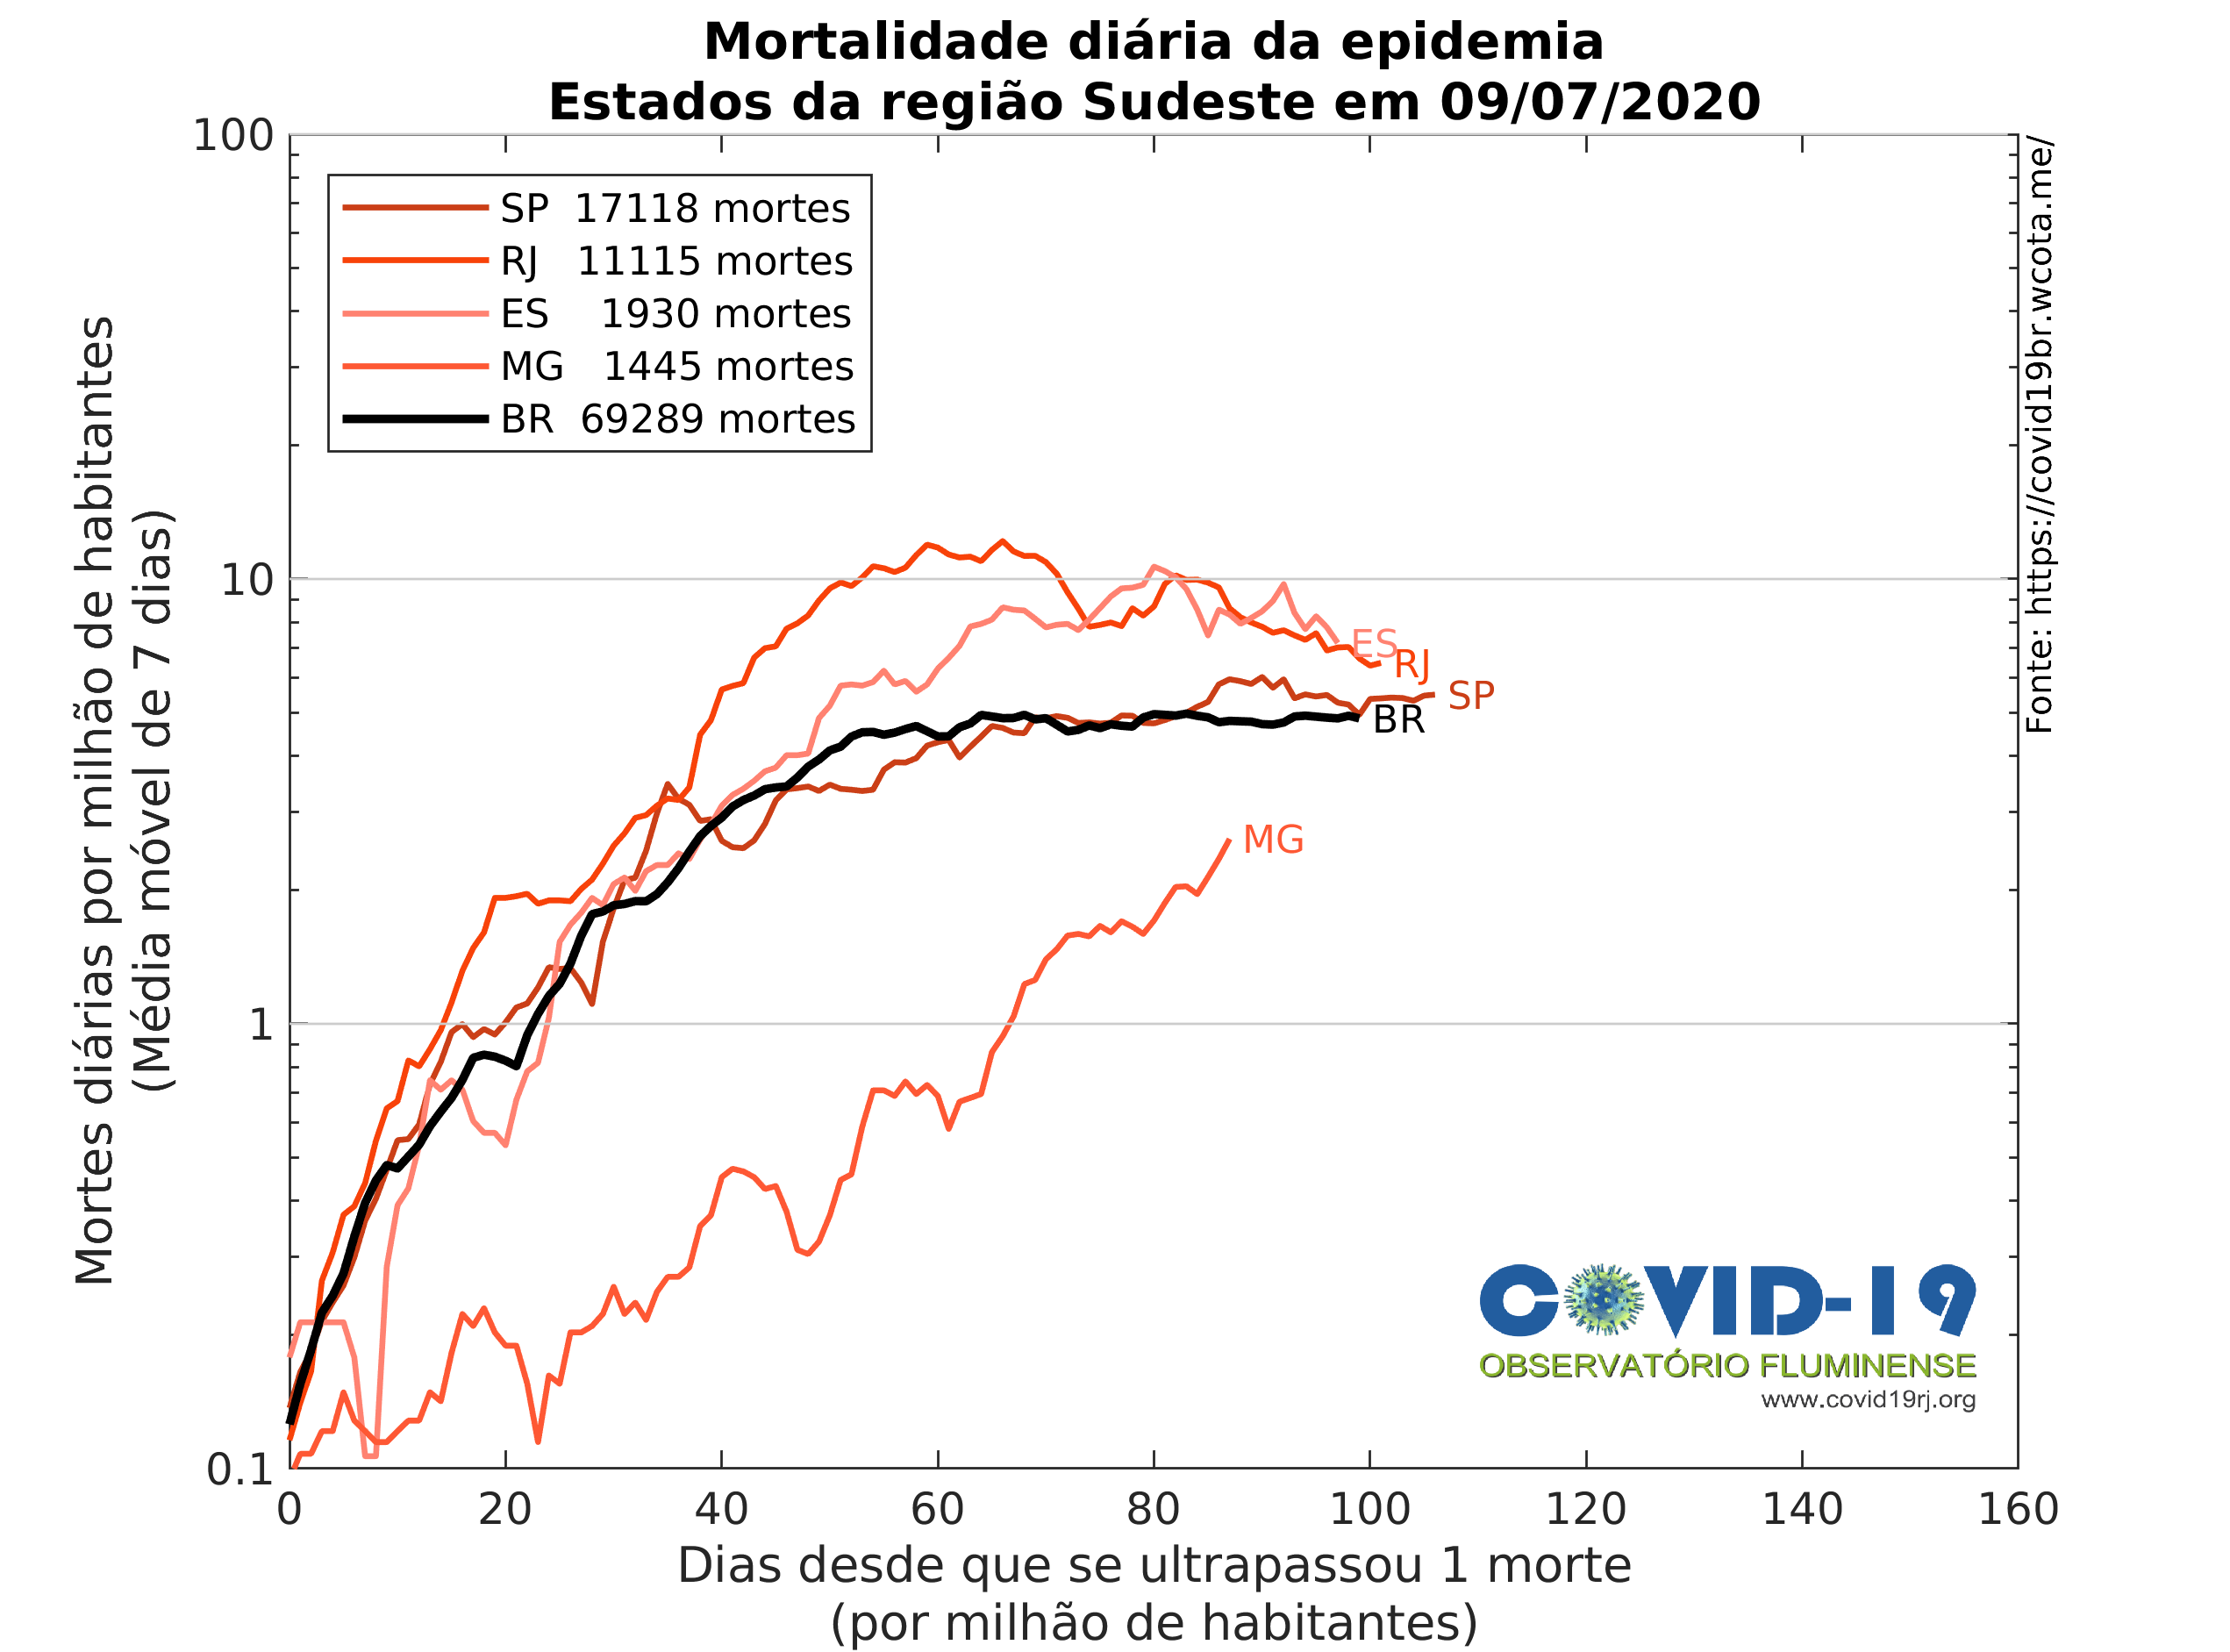 Mortalidade diária da epidemia
Estados da região Sudeste em 09/07/2020
Mortes diárias por milhão de habitantes
(Média móvel de 7 dias)
100
10
1
0.1
SP 17118 mortes
RJ 11115 mortes
ES 1930 mortes
MG 1445 mortes
BR 69289 mortes
ES
RJ
SP
BR
MG
Fonte: https://covid19br.wcota.me/
COVID-19
OBSERVATÓRIO FLUMINENSE
www.covid19rj.org
0 20 40 60 80 100 120 140 160
Dias desde que se ultrapassou 1 morte
(por milhão de habitantes)